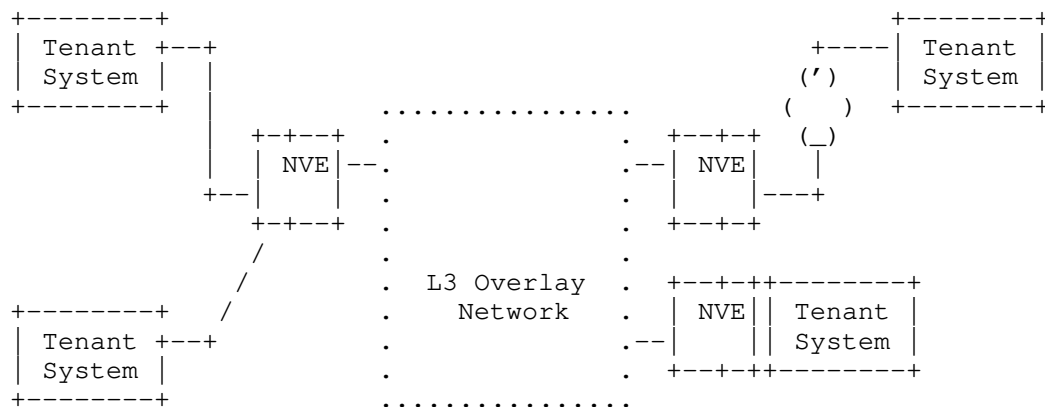 Tenant
System
Tenant
System
NVE
NVE
L3 Overlay
Network
Tenant
System
NVE
Tenant
System